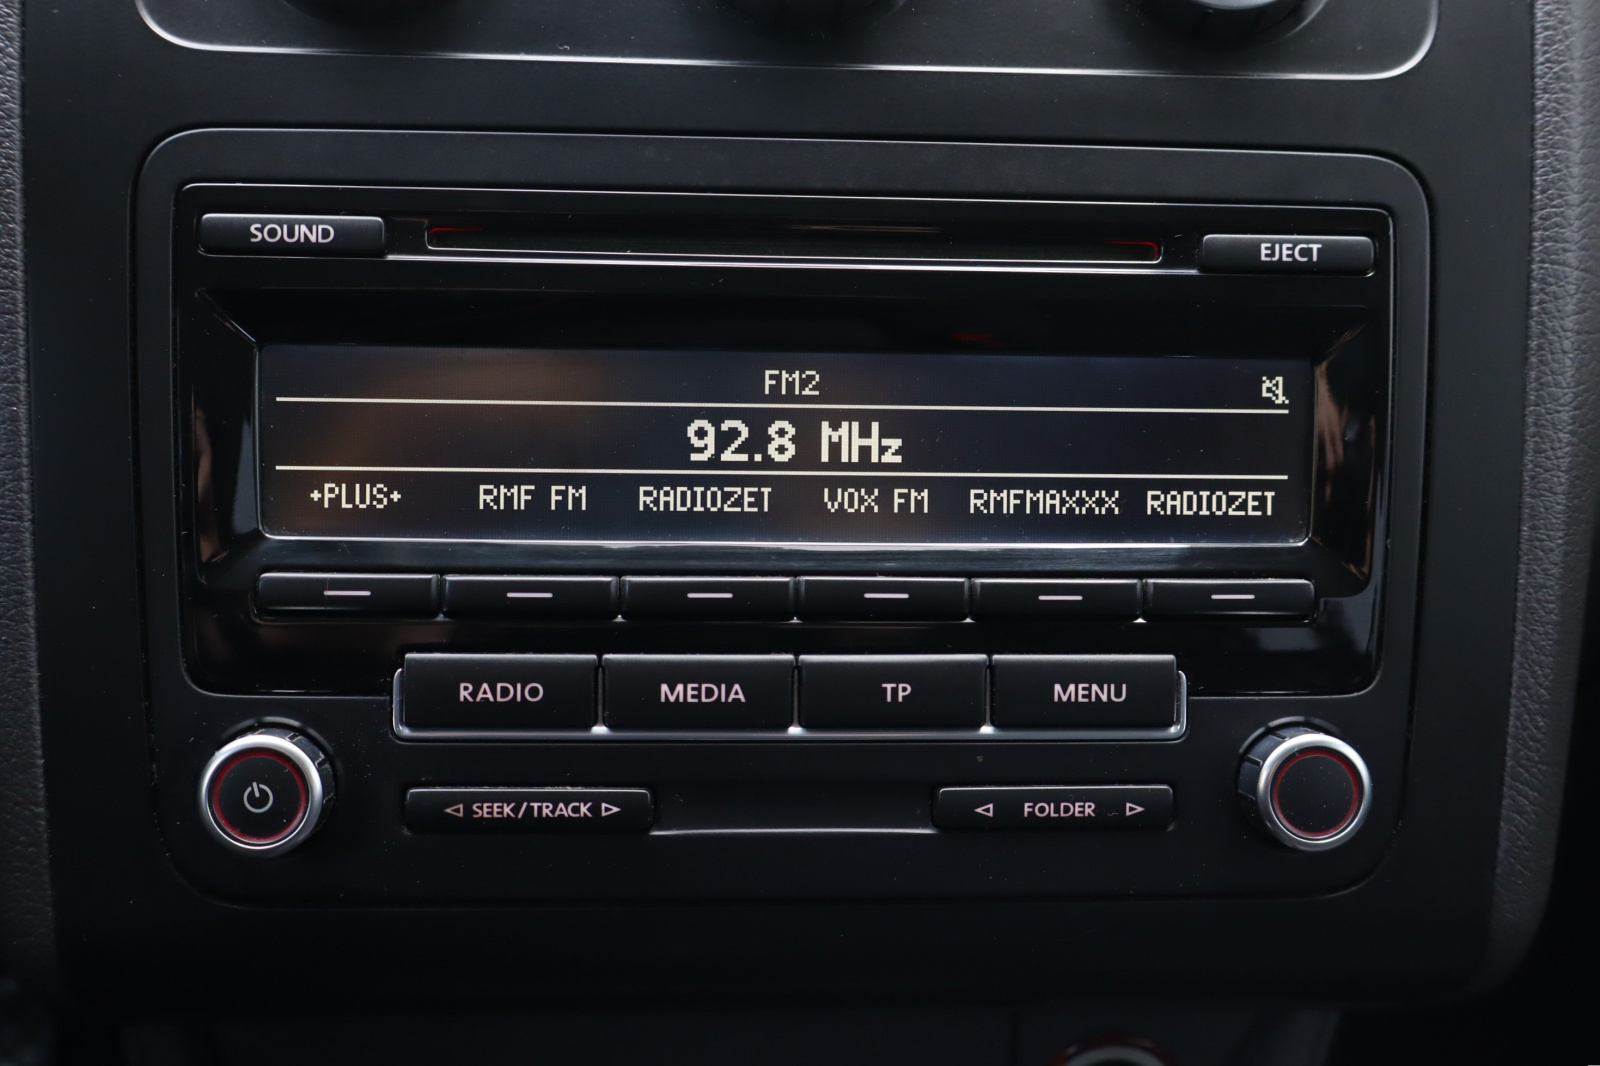 SOUND
EJECT
FM2
92.8 MHz
+PLUS+ RMF FM RADIOZET VOX FM RMFMAXXX RADIOZET
RADIO MEDIA TP MENU
SEEK/TRACK FOLDER